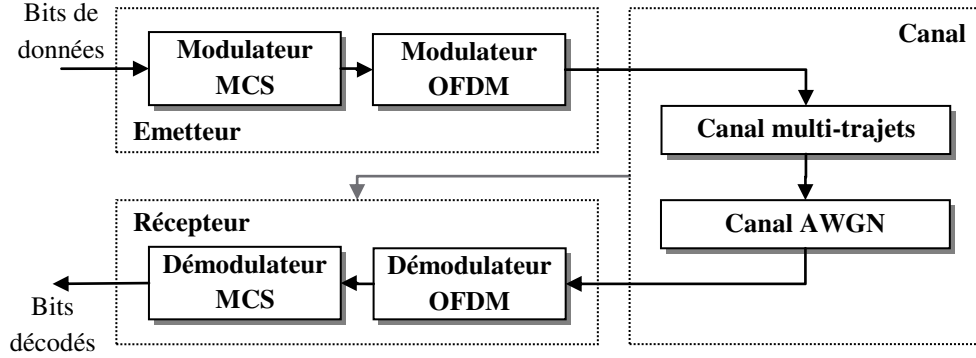 Bits de
données
Modulateur
MCS
Modulateur
OFDM
Emetteur
Canal
Canal multi-trajets
Canal AWGN
Récepteur
Démodulateur
MCS
Démodulateur
OFDM
Bits
décodés